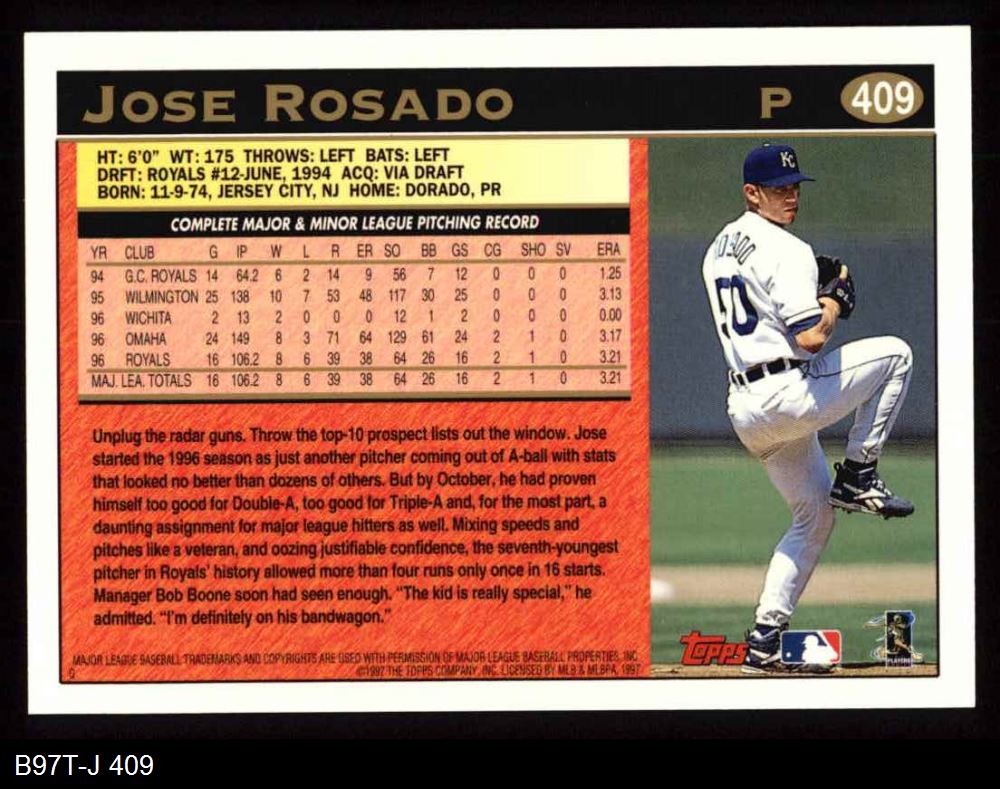 JOSE ROSADO P 409
HT: 6'0" WT: 175 THROWS: LEFT BATS: LEFT
DRFT: ROYALS #12-JUNE, 1994 ACQ: VIA DRAFT
BORN: 11-9-74, JERSEY CITY, NJ HOME: DORADO, PR
COMPLETE MAJOR & MINOR LEAGUE PITCHING RECORD
YR CLUB G IP W L R ER SO BB GS CG SHO SV ERA
94 G.C. ROYALS 14 64.2 6 2 14 9 56 7 12 0 0 0 1.25
95 WILMINGTON 25 138 10 7 53 48 117 30 25 0 0 0 3.13
96 WICHITA 2 13 2 0 0 0 12 1 2 0 0 0 0.00
96 OMAHA 24 149 8 3 71 64 129 61 24 2 1 0 3.17
96 ROYALS 16 106.2 8 6 39 38 64 26 16 2 1 0 3.21
MAJ. LEA. TOTALS 16 106.2 8 6 39 38 64 26 16 2 1 0 3.21
Unplug the radar guns. Throw the top-10 prospect lists out the window. Jose
started the 1996 season as just another pitcher coming out of A-ball with stats
that looked no better than dozens of others. But by October, he had proven
himself too good for Double-A, too good for Triple-A and, for the most part, a
daunting assignment for major league hitters as well. Mixing speeds and
pitches like a veteran, and oozing justifiable confidence, the seventh-youngest
pitcher in Royals' history allowed more than four runs only once in 16 starts.
Manager Bob Boone soon had seen enough. "The kid is really special," he
admitted. "I'm definitely on his bandwagon."
MAJOR LEAGUE BASEBALL TRADEMARKS AND COPYRIGHTS ARE USED WITH PERMISSION OF MAJOR LEAGUE BASEBALL PROPERTIES, INC.
©1997 THE TOPPS COMPANY, INC. LICENSED BY MLB & MLBPA, 1997
KC
50
TOPPS
PLAYERS
B97T-J 409